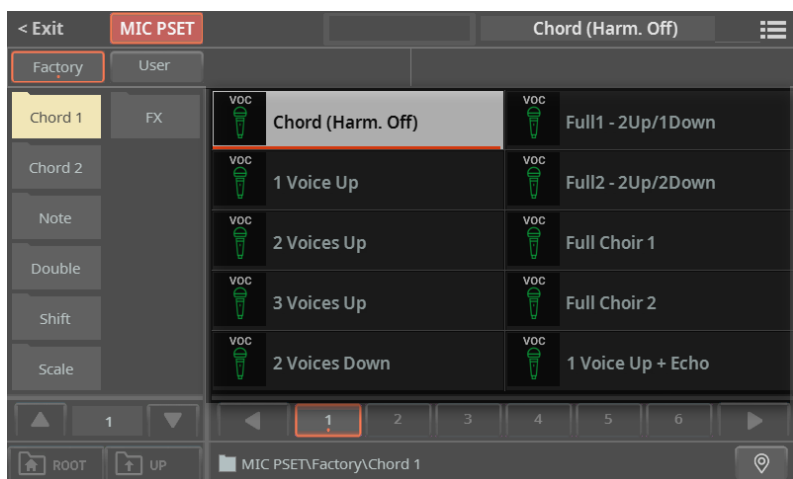 < Exit MIC PSET Chord (Harm. Off)
Factory User
Chord 1 FX
Chord 2
Note
Double
Shift
Scale
VOC Chord (Harm. Off) VOC Full1 - 2Up/1Down
VOC 1 Voice Up VOC Full2 - 2Up/2Down
VOC 2 Voices Up VOC Full Choir 1
VOC 3 Voices Up VOC Full Choir 2
VOC 2 Voices Down VOC 1 Voice Up + Echo
1 1 2 3 4 5 6
ROOT UP MIC PSET\Factory\Chord 1